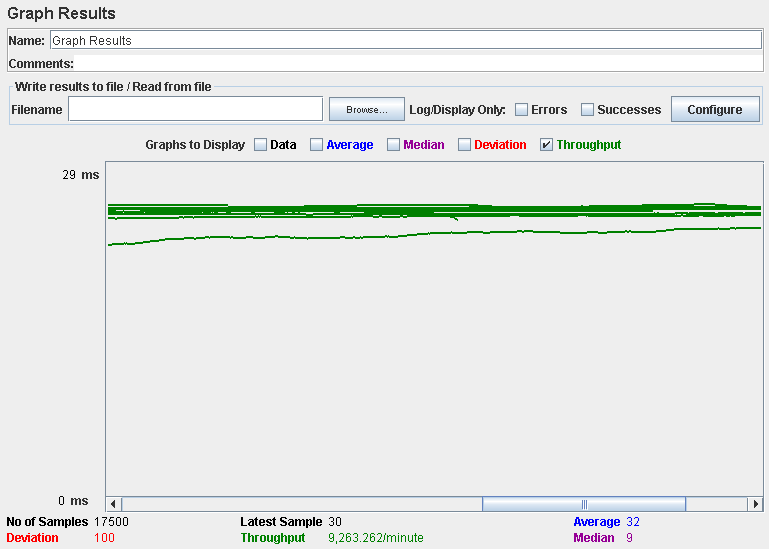 Graph Results
Name: Graph Results
Comments:
Write results to file / Read from file
Filename Browse... Log/Display Only: Errors Successes Configure
Graphs to Display Data Average Median Deviation Throughput
29 ms
0 ms
No of Samples 17500 Latest Sample 30 Average 32
Deviation 100 Throughput 9,263.262/minute Median 9